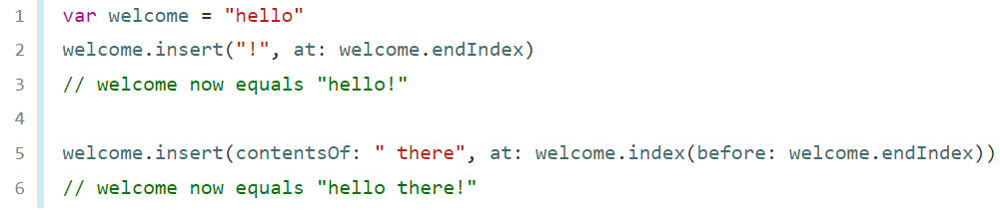 1 var welcome = "hello"
2 welcome.insert("!", at: welcome.endIndex)
3 // welcome now equals "hello!"
4
5 welcome.insert(contentsOf: " there", at: welcome.index(before: welcome.endIndex))
6 // welcome now equals "hello there!"